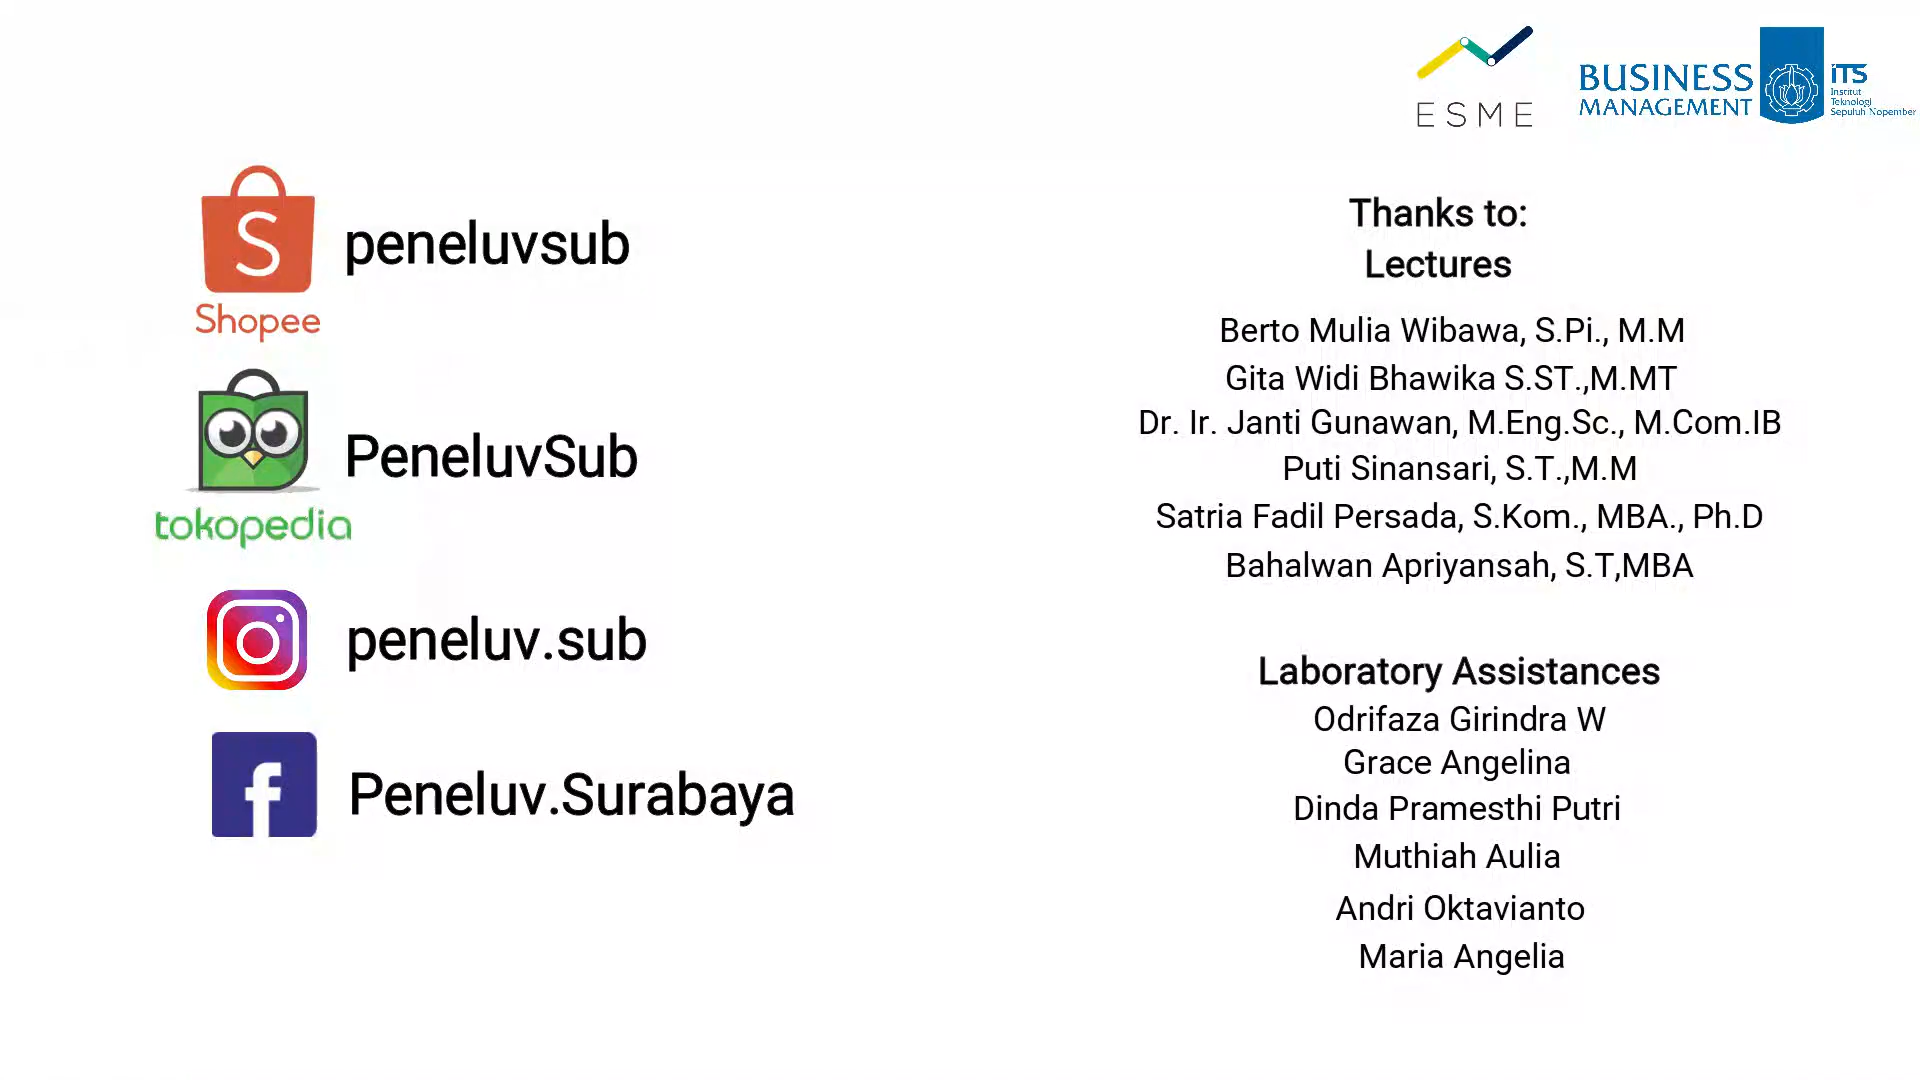 ESME
BUSINESS
MANAGEMENT
iTS
Institut
Teknologi
Sepuluh Nopember
S
peneluvsub
Shopee
PeneluvSub
tokopedia
peneluv.sub
f
Peneluv.Surabaya
Thanks to:
Lectures
Berto Mulia Wibawa, S.Pi., M.M
Gita Widi Bhawika S.ST.,M.MT
Dr. Ir. Janti Gunawan, M.Eng.Sc., M.Com.IB
Puti Sinansari, S.T.,M.M
Satria Fadil Persada, S.Kom., MBA., Ph.D
Bahalwan Apriyansah, S.T,MBA
Laboratory Assistances
Odrifaza Girindra W
Grace Angelina
Dinda Pramesthi Putri
Muthiah Aulia
Andri Oktavianto
Maria Angelia